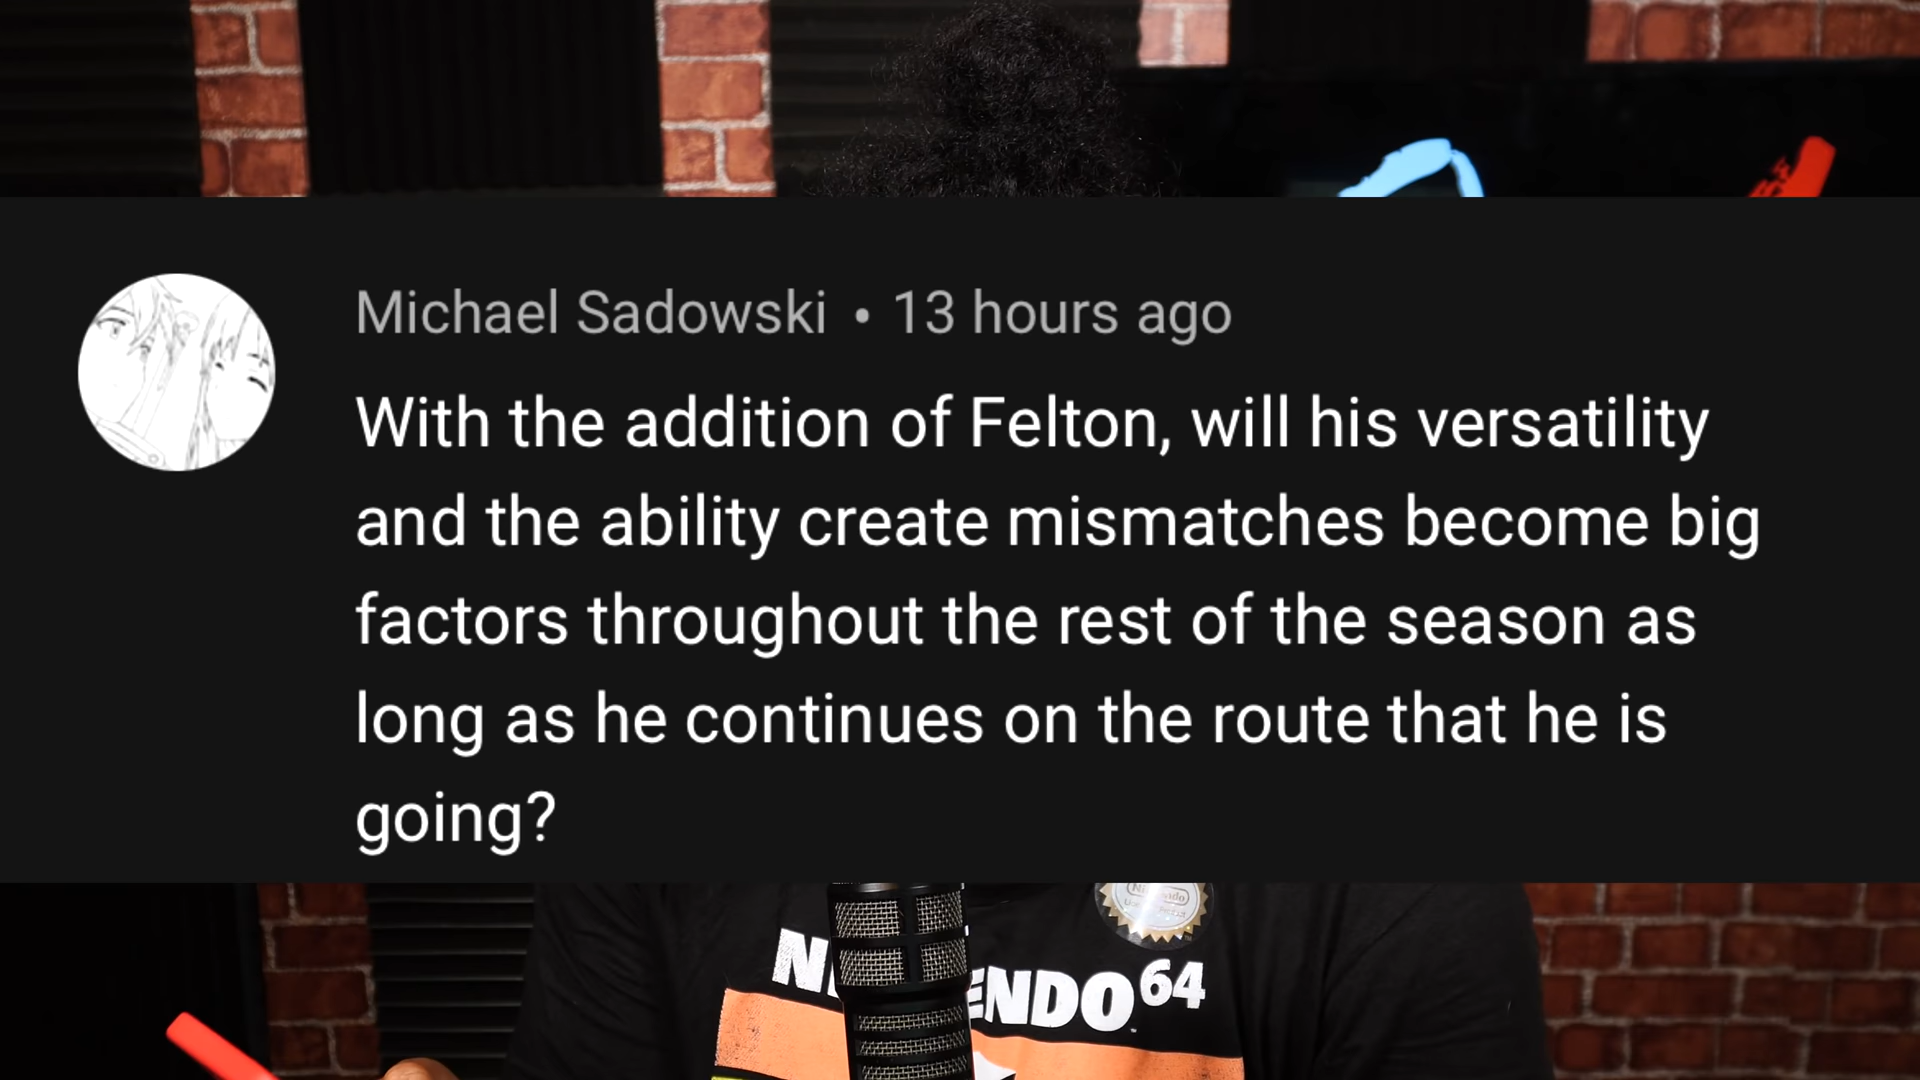 Michael Sadowski • 13 hours ago
With the addition of Felton, will his versatility
and the ability create mismatches become big
factors throughout the rest of the season as
long as he continues on the route that he is
going?
ENDO64